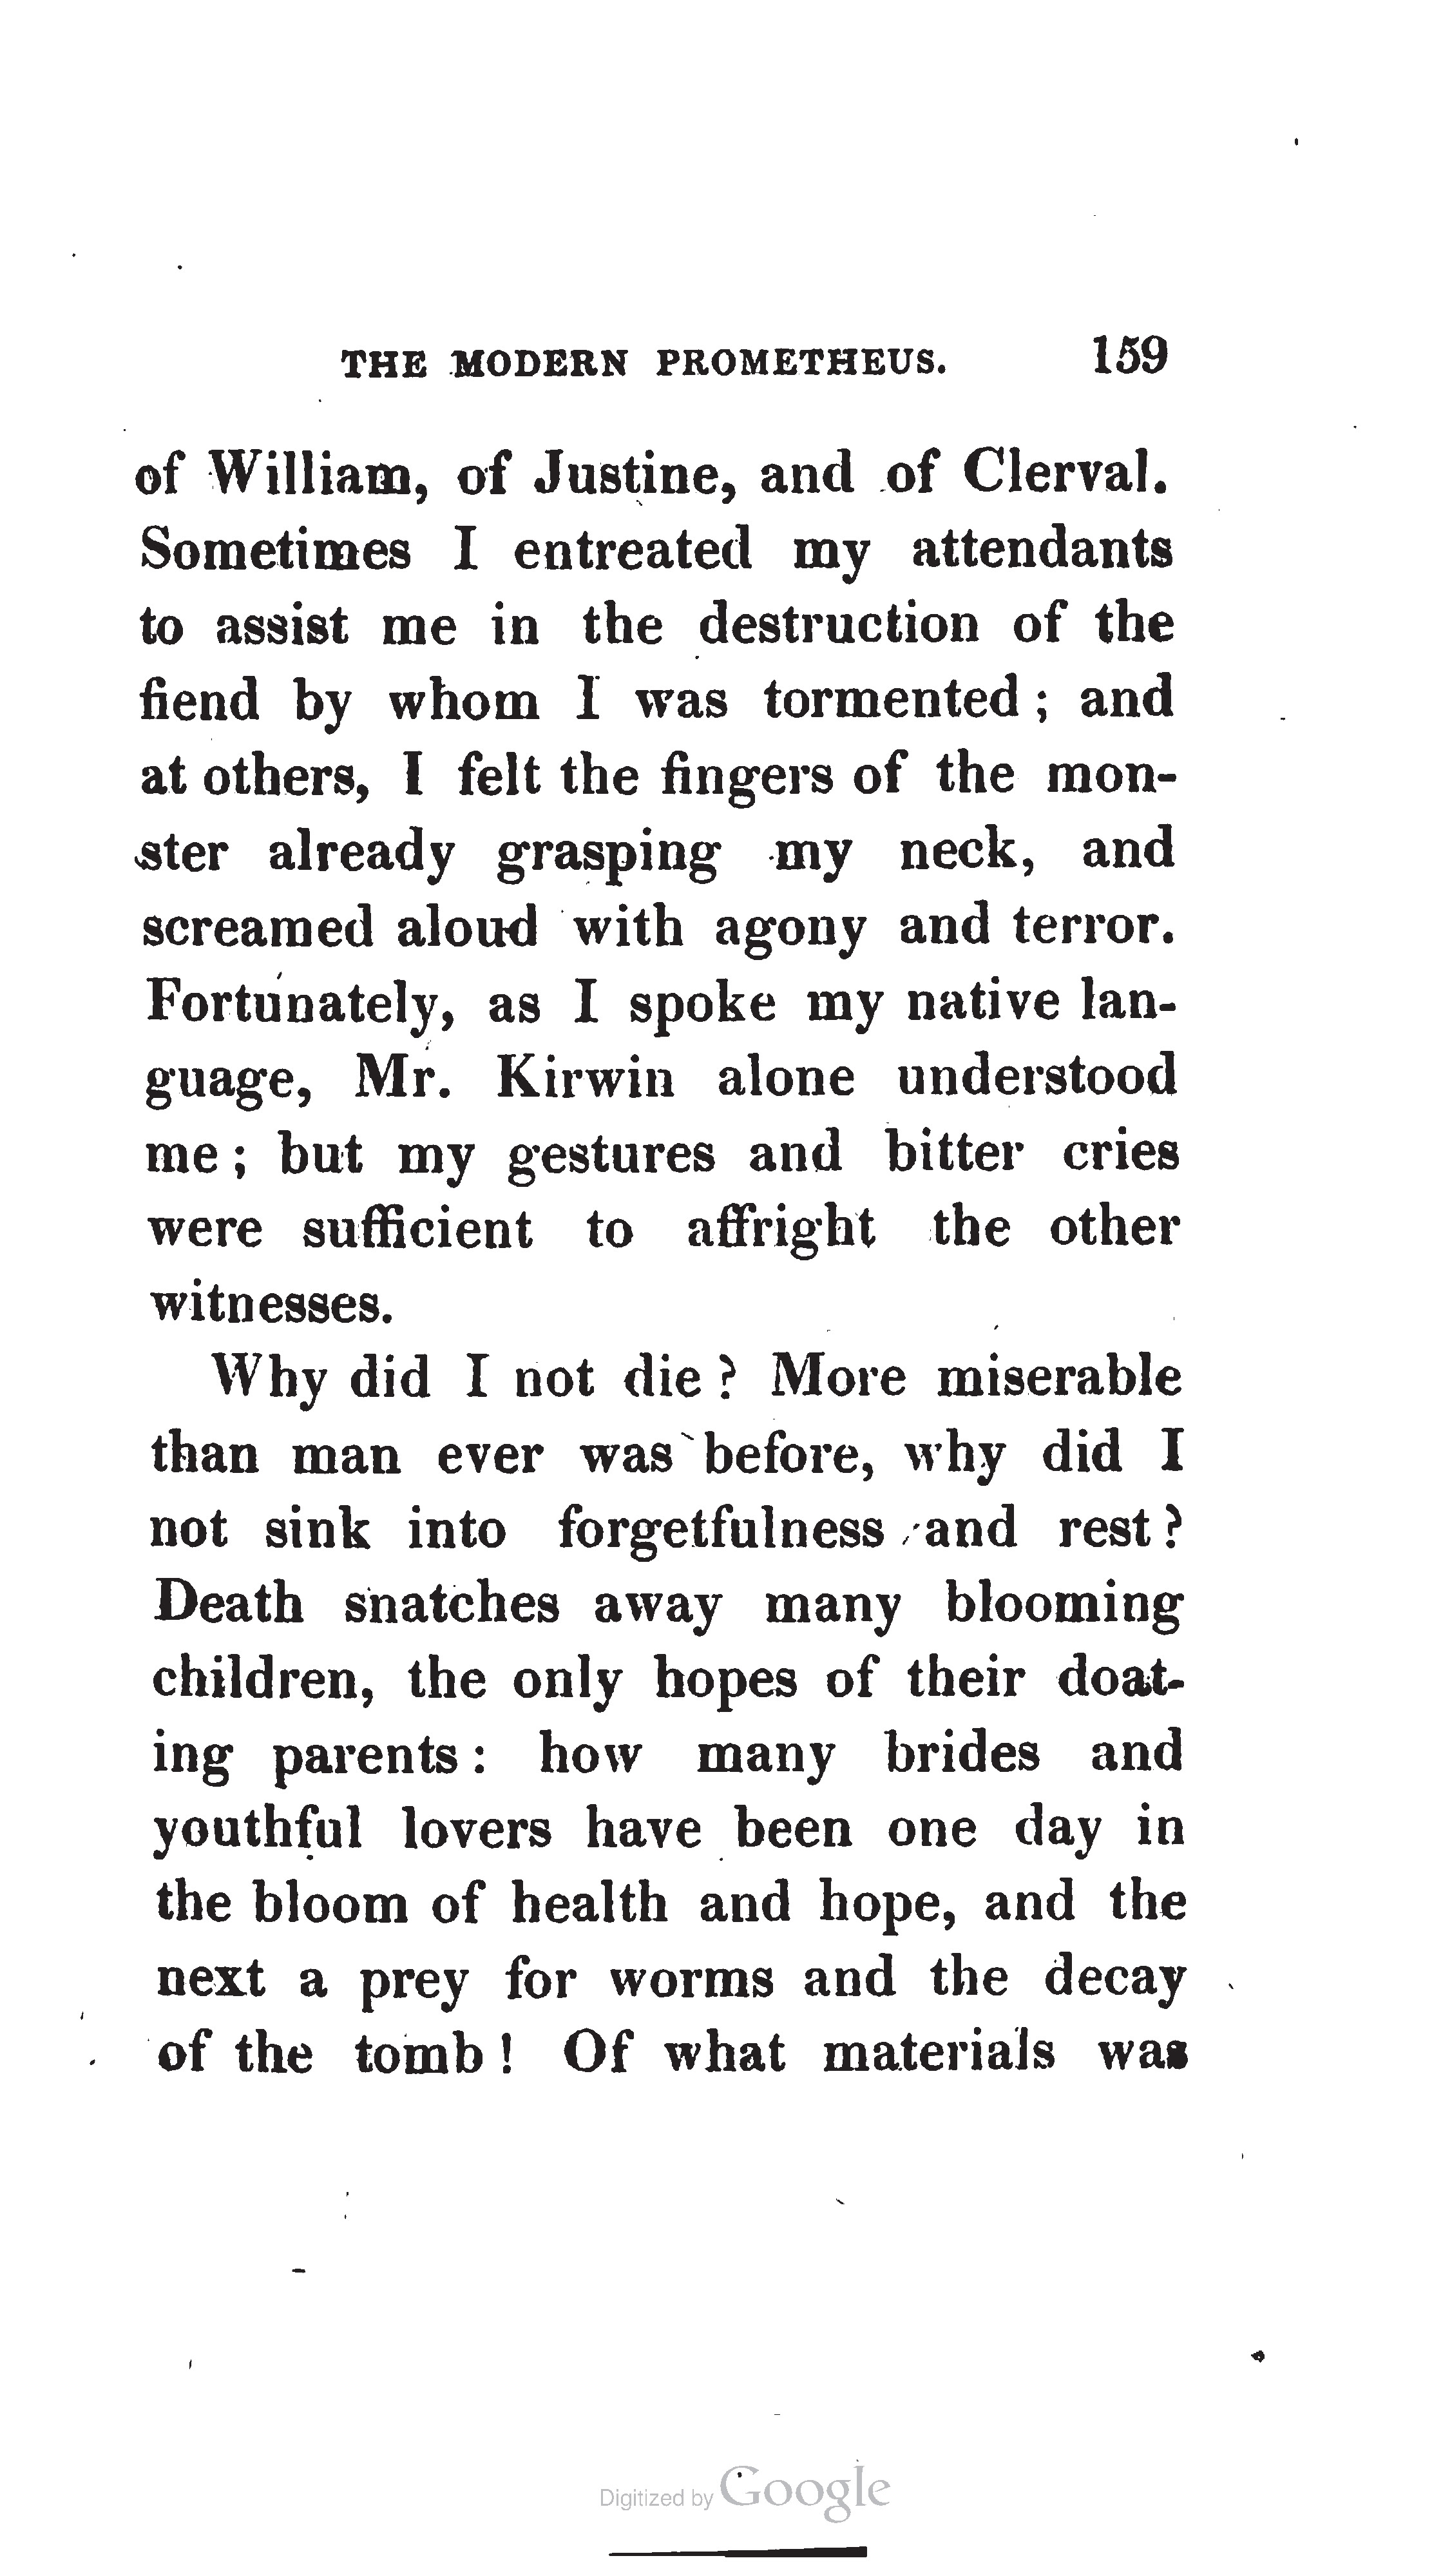 THE MODERN PROMETHEUS. 159
of William, of Justine, and of Clerval.
Sometimes I entreated my attendants
to assist me in the destruction of the
fiend by whom I was tormented ; and
at others, I felt the fingers of the mon-
ster already grasping my neck, and
screamed aloud with agony and terror.
Fortunately, as I spoke my native lan-
guage, Mr. Kirwin alone understood
me ; but my gestures and bitter cries
were sufficient to affright the other
witnesses.
Why did I not die ? More miserable
than man ever was before, why did I
not sink into forgetfulness and rest ?
Death snatches away many blooming
children, the only hopes of their doat-
ing parents : how many brides and
youthful lovers have been one day in
the bloom of health and hope, and the
next a prey for worms and the decay
of the tomb ! Of what materials was
Digitized by Google